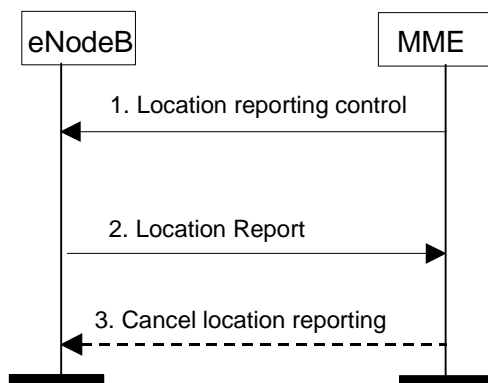 eNodeB
MME
1. Location reporting control
2. Location Report
3. Cancel location reporting